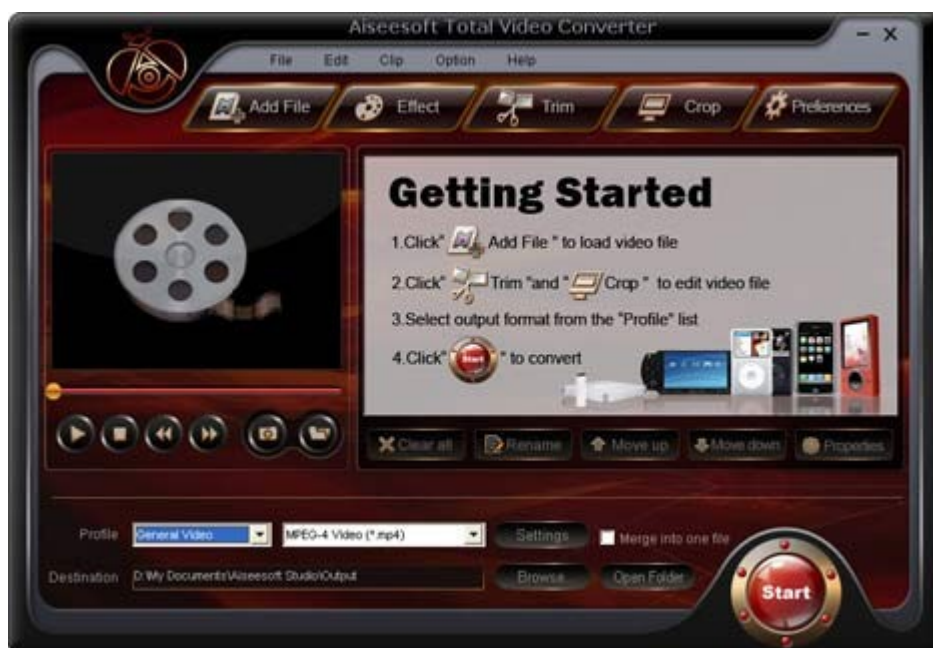 Aiseesoft Total Video Converter
File Edit Clip Option Help
Add File Effect Trim Crop Preferences
Getting Started
1.Click" Add File " to load video file
2.Click" Trim "and " Crop " to edit video file
3.Select output format from the "Profile" list
4.Click" Start " to convert
Clear all Rename Move up Move down Properties
Profile General Video MPEG-4 Video (*.mp4) Settings Merge into one file
Destination D:\My Documents\Aiseesoft Studio\Output Browse Open Folder
Start